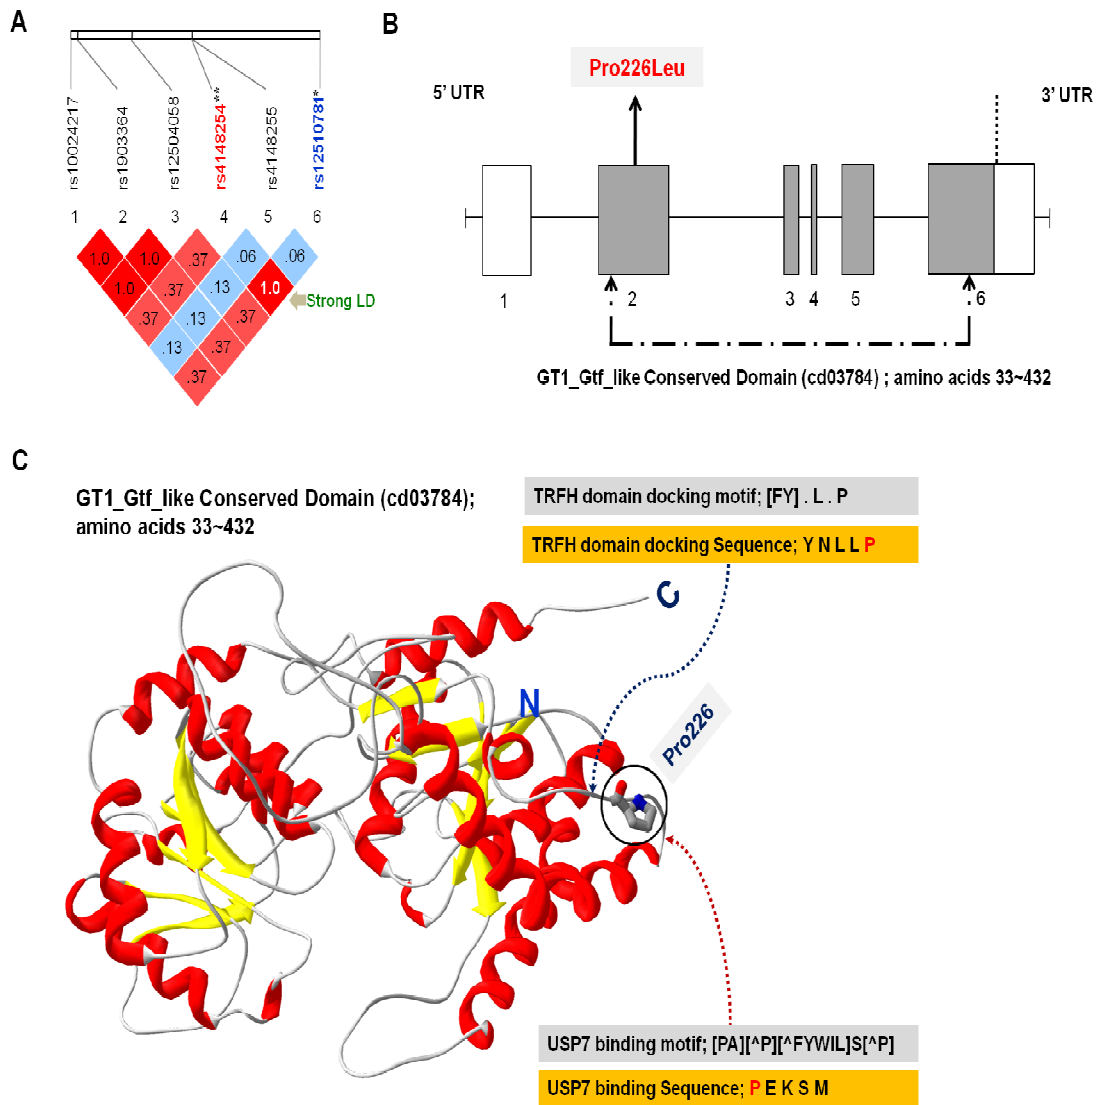 A
rs10024217
rs1903364
rs12504058
rs4148254**
rs4148255
rs12510781*
1 2 3 4 5 6
1.0 1.0 .37 .06 .06
1.0 .37 .13 1.0
.37 .13 .37
.13 .37
.37
Strong LD
B
Pro226Leu
5' UTR
3' UTR
1 2 3 4 5 6
GT1_Gtf_like Conserved Domain (cd03784) ; amino acids 33~432
C
GT1_Gtf_like Conserved Domain (cd03784);
amino acids 33~432
TRFH domain docking motif; [FY] . L . P
TRFH domain docking Sequence; Y N L L P
C
N
Pro226
USP7 binding motif; [PA][^P][^FYWIL]S[^P]
USP7 binding Sequence; P E K S M